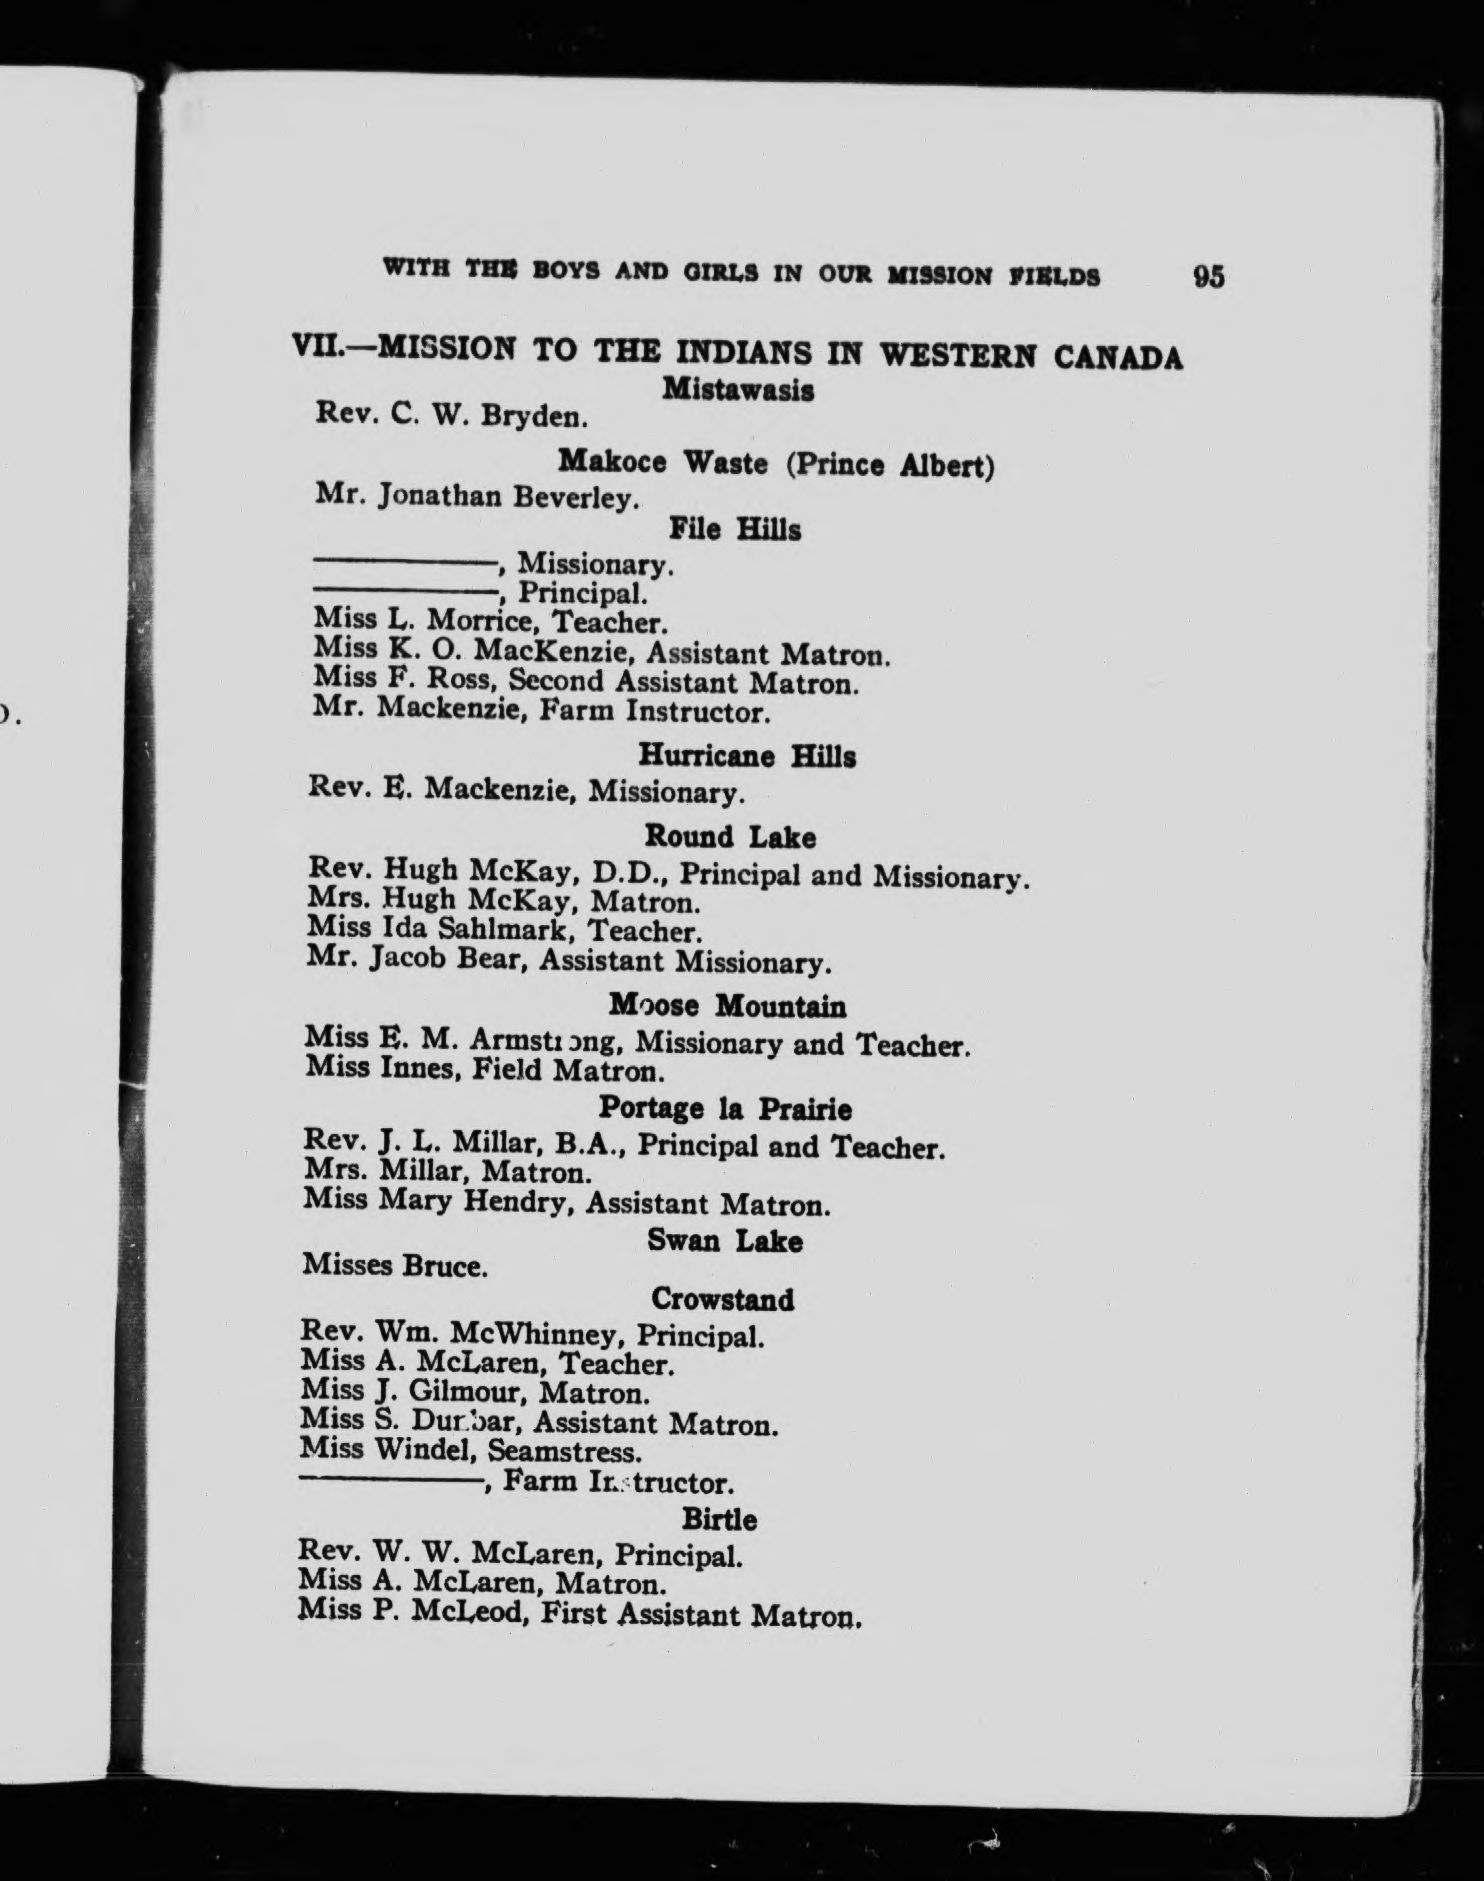 WITH THE BOYS AND GIRLS IN OUR MISSION FIELDS 95
VII.—MISSION TO THE INDIANS IN WESTERN CANADA
Mistawasis
Rev. C. W. Bryden.
Makoce Waste (Prince Albert)
Mr. Jonathan Beverley.
File Hills
————, Missionary.
————, Principal.
Miss L. Morrice, Teacher.
Miss K. O. MacKenzie, Assistant Matron.
Miss F. Ross, Second Assistant Matron.
Mr. Mackenzie, Farm Instructor.
Hurricane Hills
Rev. E. Mackenzie, Missionary.
Round Lake
Rev. Hugh McKay, D.D., Principal and Missionary.
Mrs. Hugh McKay, Matron.
Miss Ida Sahlmark, Teacher.
Mr. Jacob Bear, Assistant Missionary.
Moose Mountain
Miss E. M. Armstrong, Missionary and Teacher.
Miss Innes, Field Matron.
Portage la Prairie
Rev. J. L. Millar, B.A., Principal and Teacher.
Mrs. Millar, Matron.
Miss Mary Hendry, Assistant Matron.
Swan Lake
Misses Bruce.
Crowstand
Rev. Wm. McWhinney, Principal.
Miss A. McLaren, Teacher.
Miss J. Gilmour, Matron.
Miss S. Dunbar, Assistant Matron.
Miss Windel, Seamstress.
————, Farm Instructor.
Birtle
Rev. W. W. McLaren, Principal.
Miss A. McLaren, Matron.
Miss P. McLeod, First Assistant Matron.